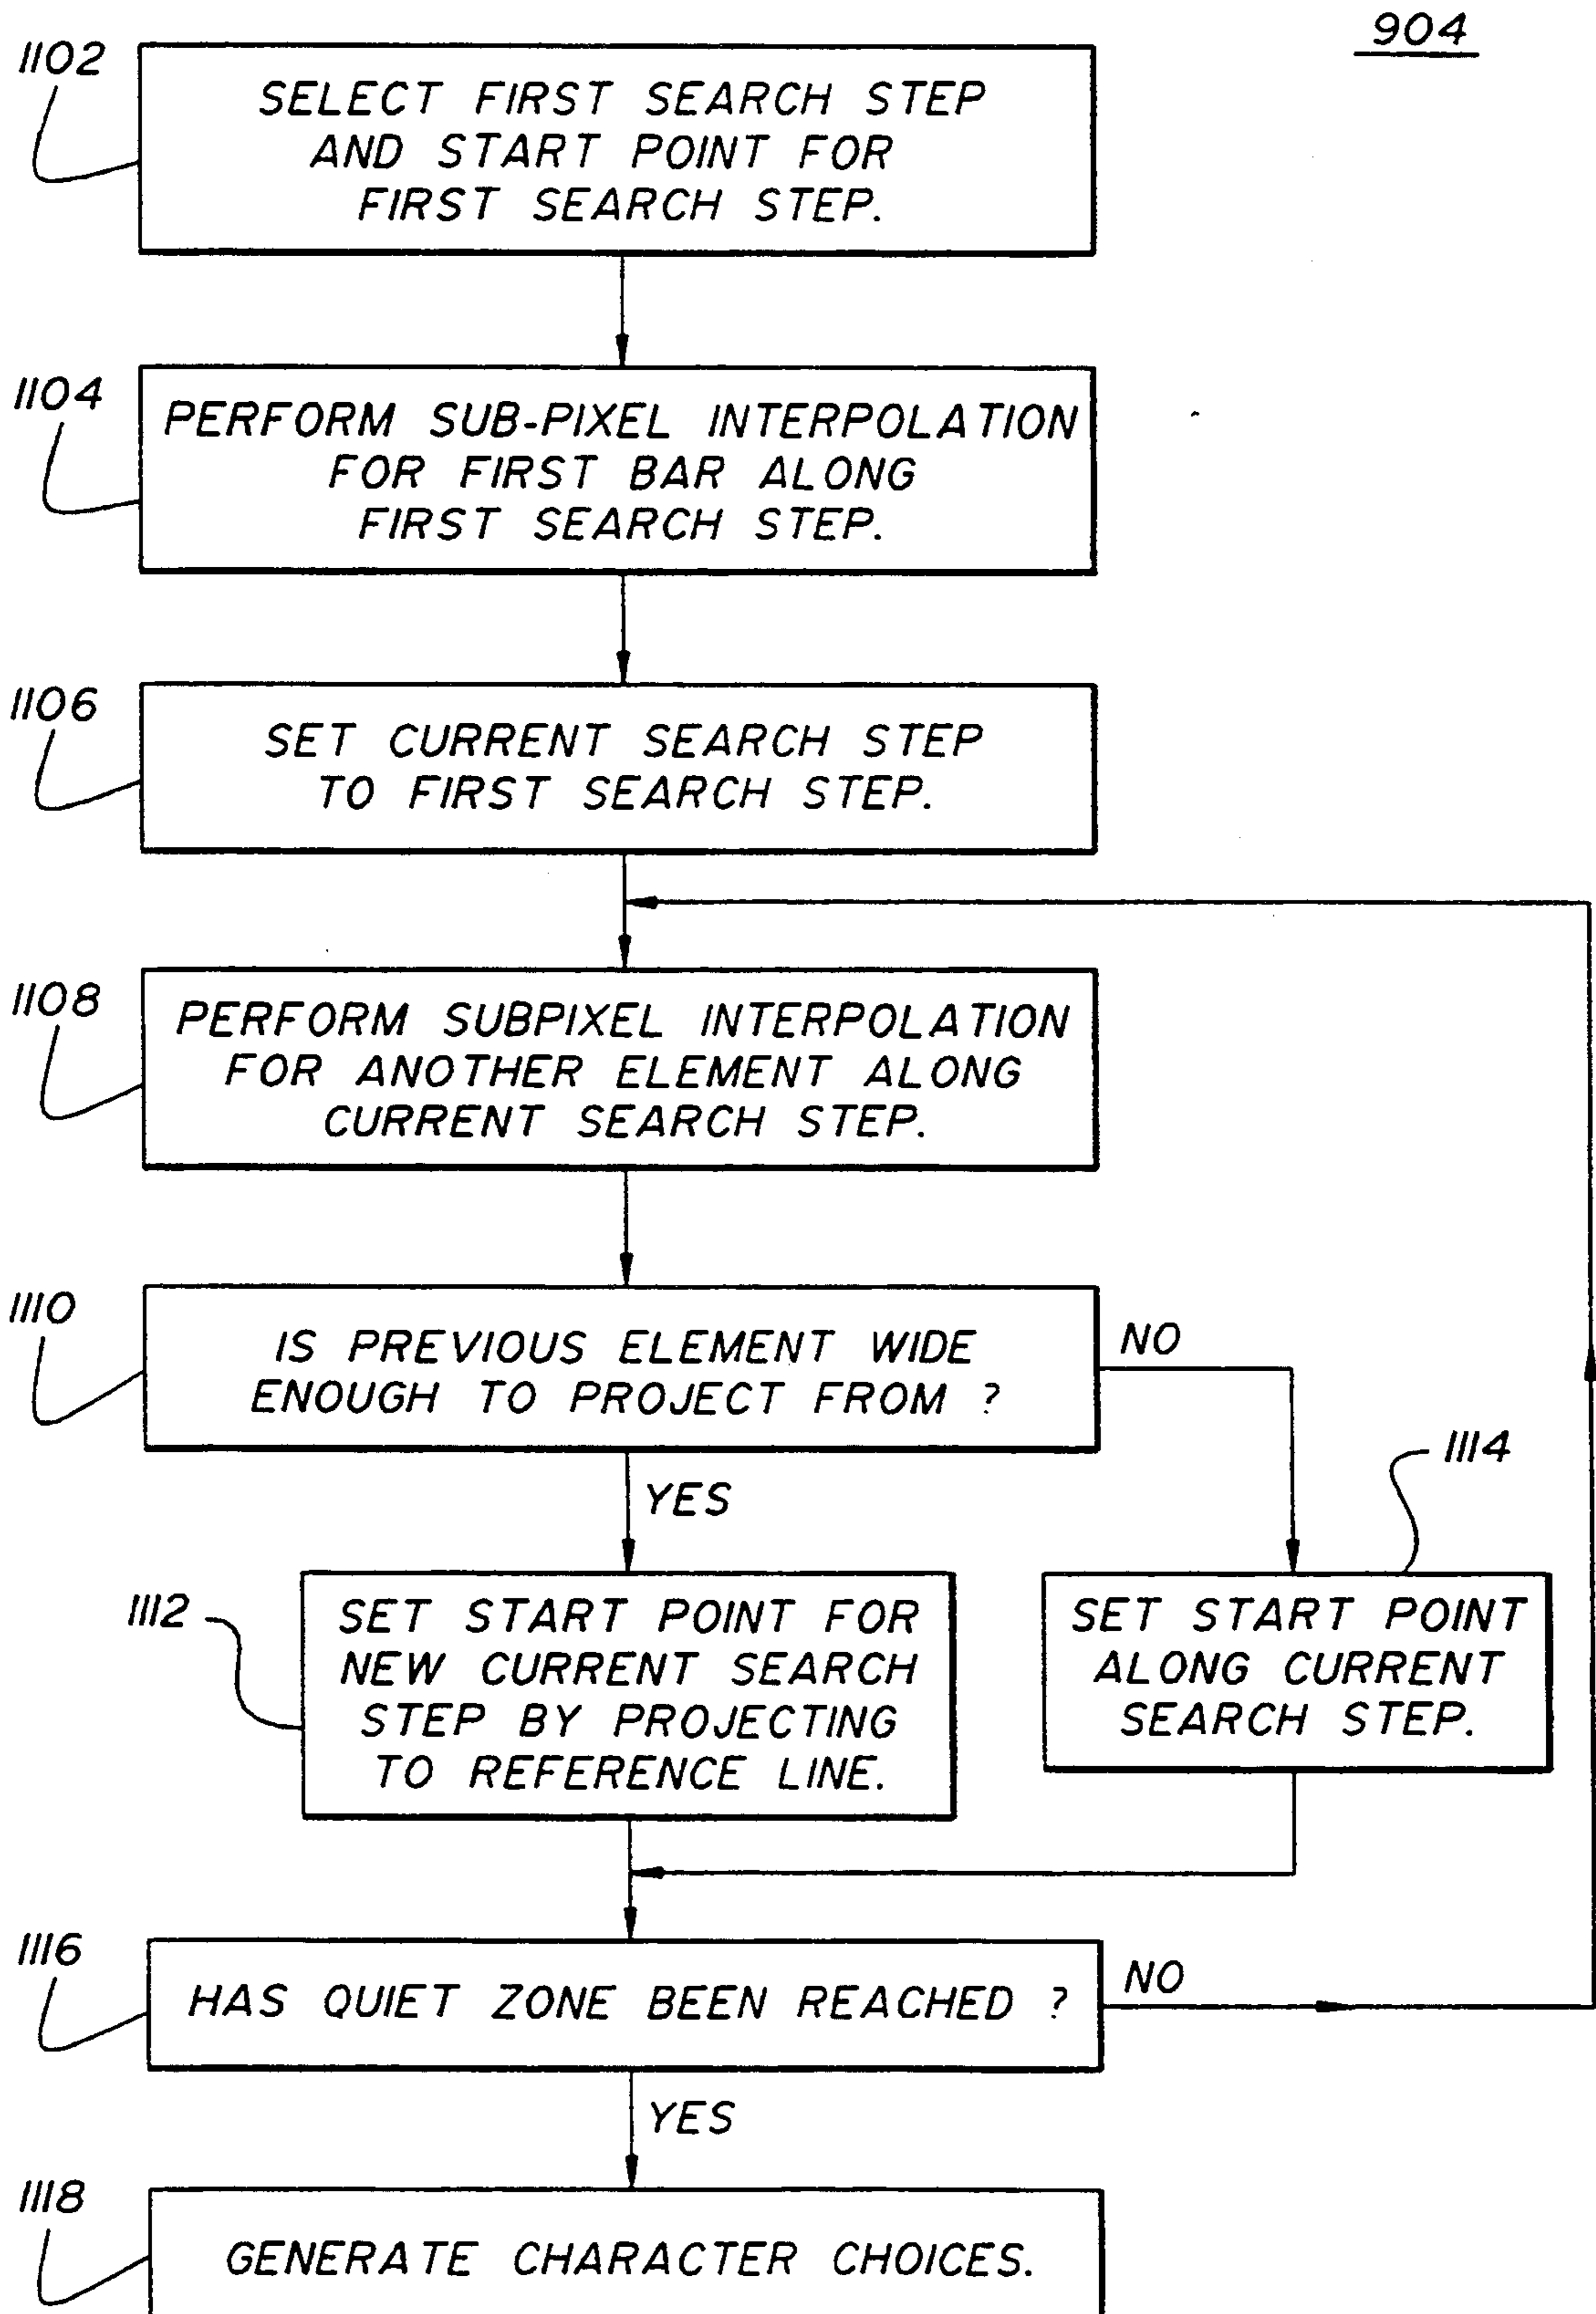 904
1102
SELECT FIRST SEARCH STEP
AND START POINT FOR
FIRST SEARCH STEP.
1104
PERFORM SUB-PIXEL INTERPOLATION
FOR FIRST BAR ALONG
FIRST SEARCH STEP.
1106
SET CURRENT SEARCH STEP
TO FIRST SEARCH STEP.
1108
PERFORM SUBPIXEL INTERPOLATION
FOR ANOTHER ELEMENT ALONG
CURRENT SEARCH STEP.
1110
IS PREVIOUS ELEMENT WIDE
ENOUGH TO PROJECT FROM ?
NO
YES
1114
1112
SET START POINT FOR
NEW CURRENT SEARCH
STEP BY PROJECTING
TO REFERENCE LINE.
SET START POINT
ALONG CURRENT
SEARCH STEP.
1116
HAS QUIET ZONE BEEN REACHED ?
NO
YES
1118
GENERATE CHARACTER CHOICES.